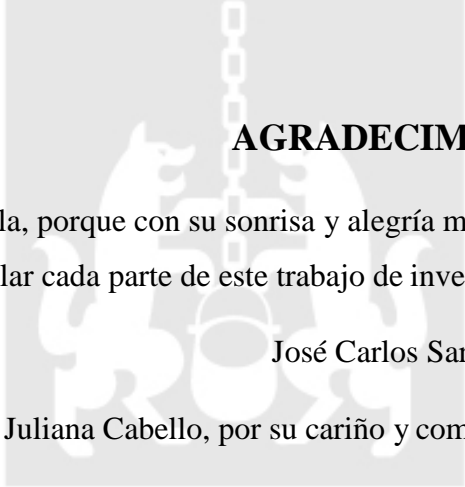 AGRADECIM
la, porque con su sonrisa y alegría m
lar cada parte de este trabajo de inve
José Carlos Sar
Juliana Cabello, por su cariño y com